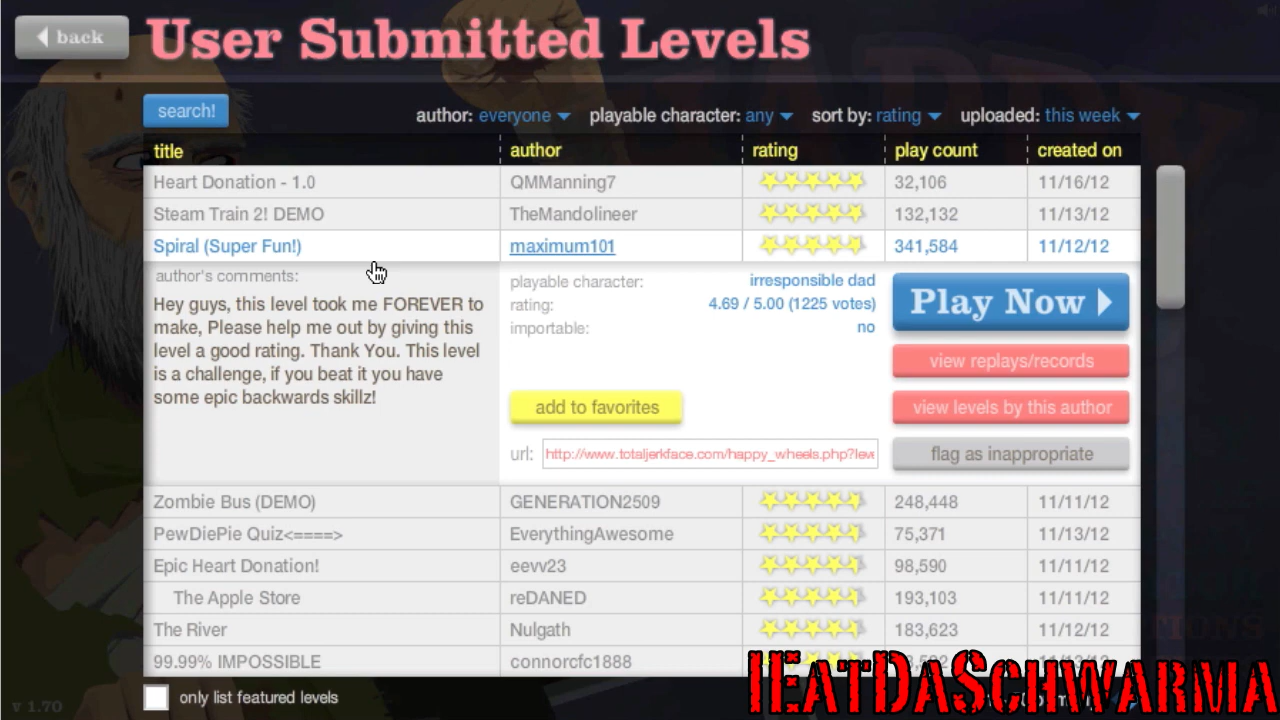 back
User Submitted Levels
search!
author: everyone playable character: any sort by: rating uploaded: this week
title author rating play count created on
Heart Donation - 1.0 QMManning7 32,106 11/16/12
Steam Train 2! DEMO TheMandolineer 132,132 11/13/12
Spiral (Super Fun!) maximum101 341,584 11/12/12
author's comments:
Hey guys, this level took me FOREVER to
make, Please help me out by giving this
level a good rating. Thank You. This level
is a challenge, if you beat it you have
some epic backwards skillz!
playable character: irresponsible dad
rating: 4.69 / 5.00 (1225 votes)
importable: no
add to favorites
url: http://www.totaljerkface.com/happy_wheels.php?leve
Play Now
view replays/records
view levels by this author
flag as inappropriate
Zombie Bus (DEMO) GENERATION2509 248,448 11/11/12
PewDiePie Quiz<====> EverythingAwesome 75,371 11/13/12
Epic Heart Donation! eevv23 98,590 11/11/12
The Apple Store reDANED 193,103 11/11/12
The River Nulgath 183,623 11/12/12
99.99% IMPOSSIBLE connorcfc1888
only list featured levels
v 1.70
IEatDaSchwarma